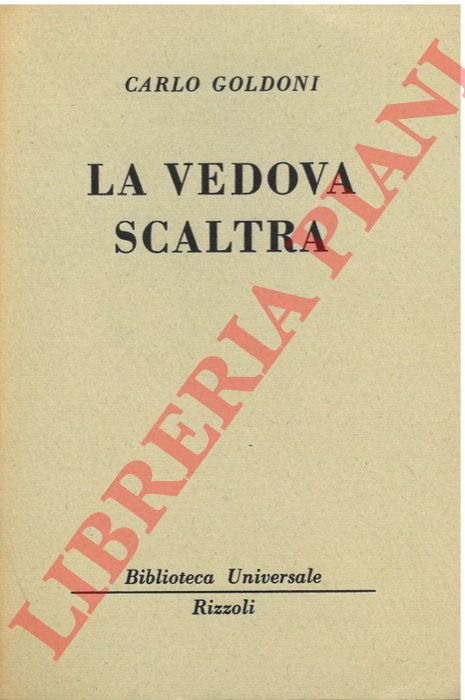 CARLO GOLDONI
LA VEDOVA
SCALTRA
LIBRERIA PIANI
Biblioteca Universale
Rizzoli